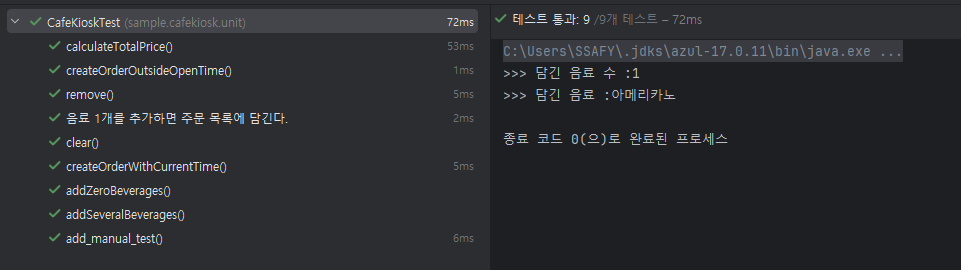 CafeKioskTest (sample.cafekiosk.unit) 72ms
calculateTotalPrice() 53ms
createOrderOutsideOpenTime() 1ms
remove() 5ms
음료 1개를 추가하면 주문 목록에 담긴다. 2ms
clear()
createOrderWithCurrentTime() 5ms
addZeroBeverages()
addSeveralBeverages()
add_manual_test() 6ms
테스트 통과: 9 /9개 테스트 – 72ms
C:\Users\SSAFY\.jdks\azul-17.0.11\bin\java.exe ...
>>> 담긴 음료 수 :1
>>> 담긴 음료 :아메리카노
종료 코드 0(으)로 완료된 프로세스